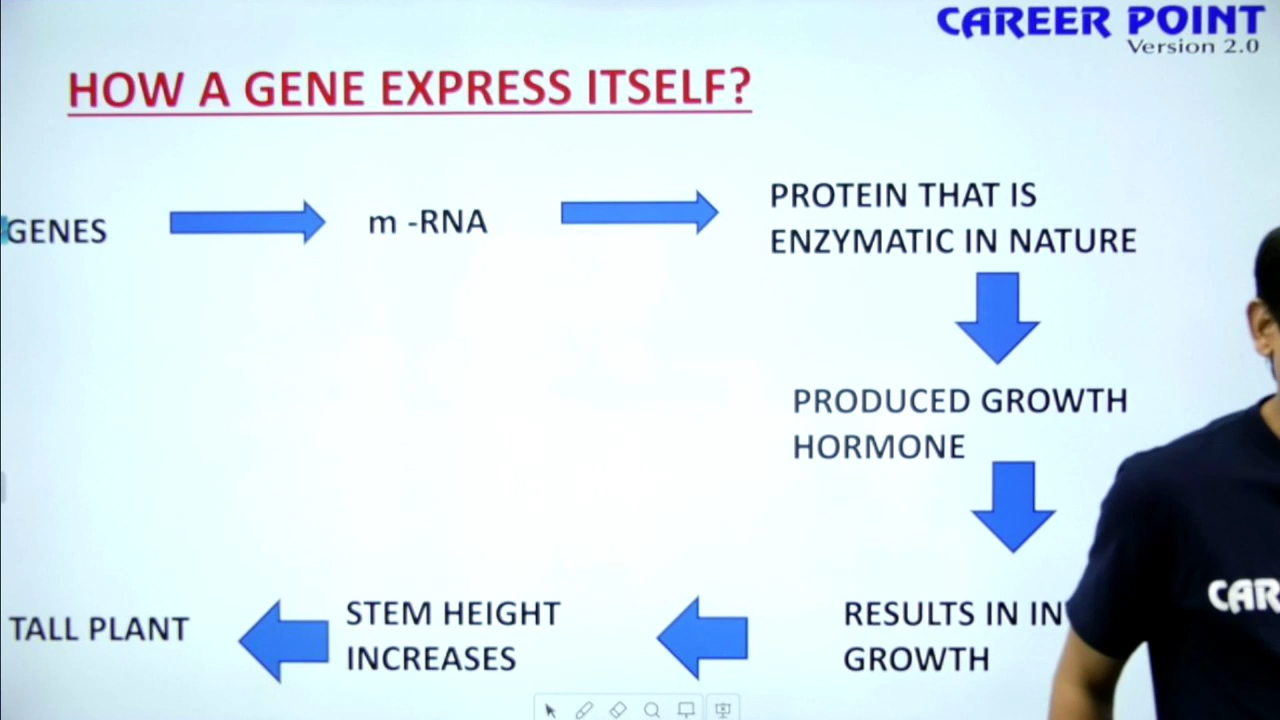 CAREER POINT
Version 2.0
HOW A GENE EXPRESS ITSELF?
GENES
m -RNA
PROTEIN THAT IS
ENZYMATIC IN NATURE
PRODUCED GROWTH
HORMONE
RESULTS IN
GROWTH
STEM HEIGHT
INCREASES
TALL PLANT
CAR